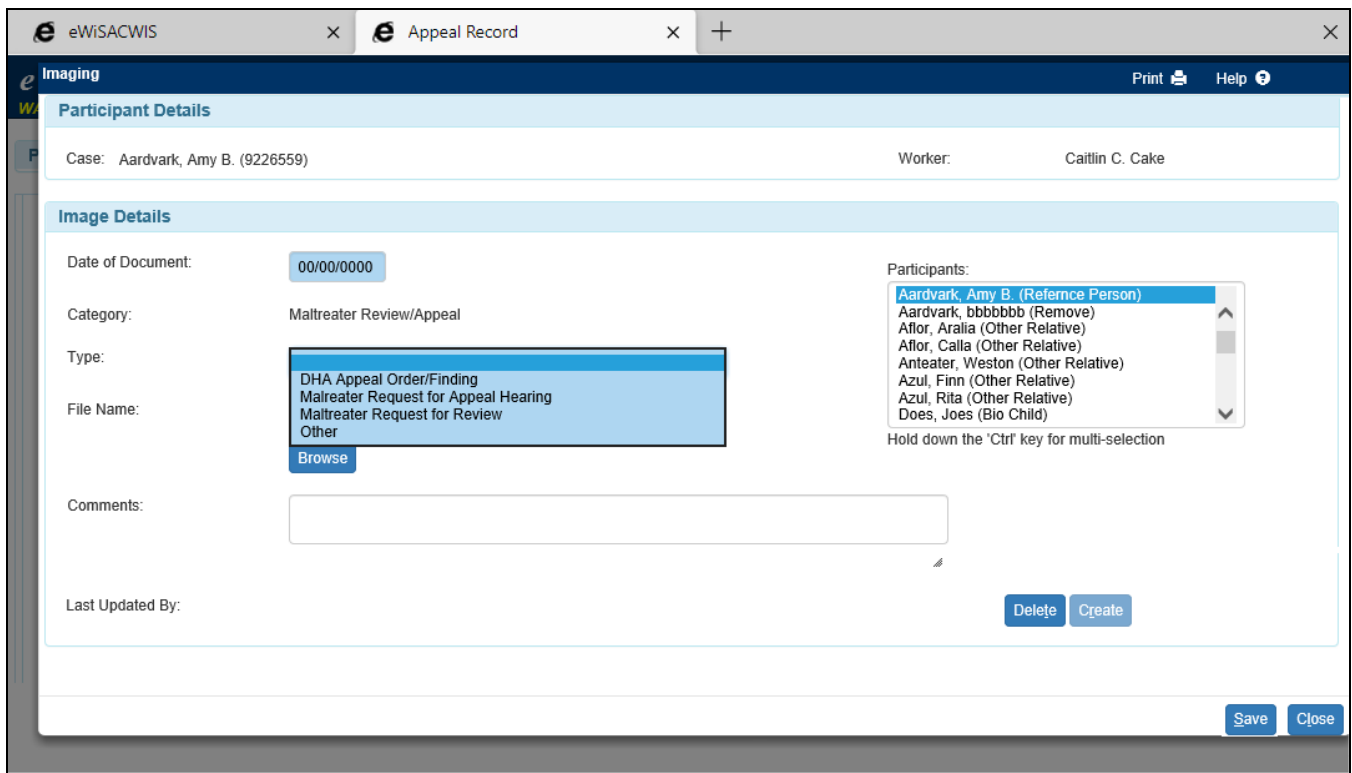 eWiSACWIS
Appeal Record
e
Imaging
Print
Help
WA
Participant Details
P
Case: Aardvark, Amy B. (9226559)
Worker: Caitlin C. Cake
Image Details
Date of Document: 00/00/0000
Participants:
Aardvark, Amy B. (Refernce Person)
Aardvark, bbbbbbb (Remove)
Aflor, Aralia (Other Relative)
Aflor, Calla (Other Relative)
Anteater, Weston (Other Relative)
Azul, Finn (Other Relative)
Azul, Rita (Other Relative)
Does, Joes (Bio Child)
Hold down the 'Ctrl' key for multi-selection
Category: Maltreater Review/Appeal
Type:
DHA Appeal Order/Finding
Malreater Request for Appeal Hearing
Maltreater Request for Review
Other
File Name:
Browse
Comments:
Last Updated By:
Delete
Create
Save
Close